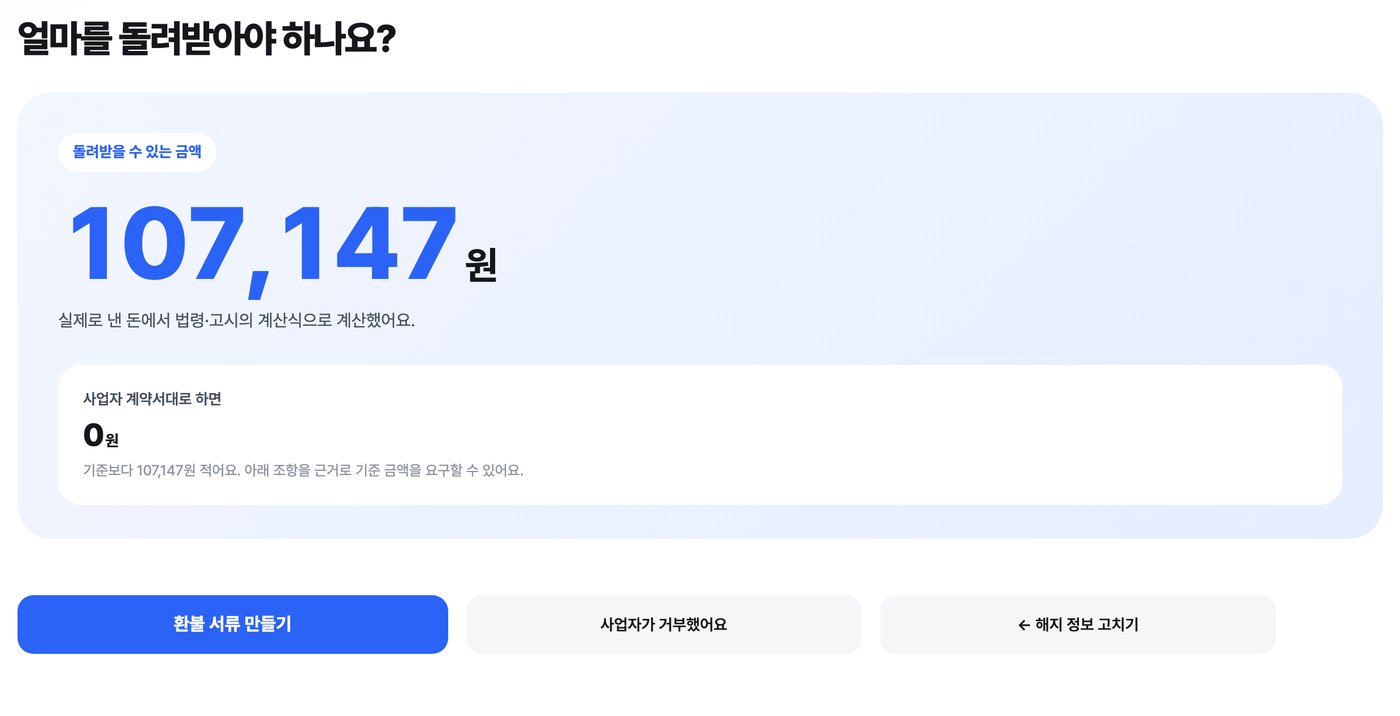 얼마를 돌려받아야 하나요?
돌려받을 수 있는 금액
107,147원
실제로 낸 돈에서 법령·고시의 계산식으로 계산했어요.
사업자 계약서대로 하면
0원
기준보다 107,147원 적어요. 아래 조항을 근거로 기준 금액을 요구할 수 있어요.
환불 서류 만들기
사업자가 거부했어요
← 해지 정보 고치기